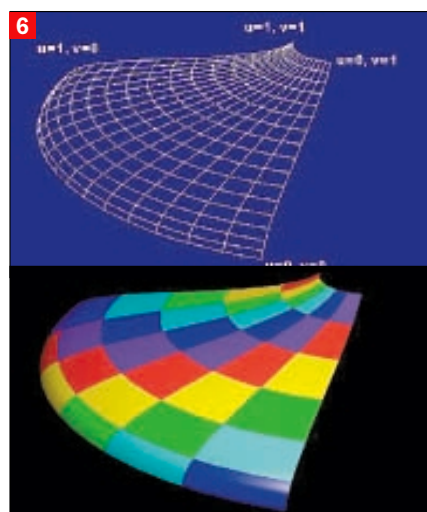 6
u=1, v=1
u=1, v=0
u=0, v=1
u=0, v=0